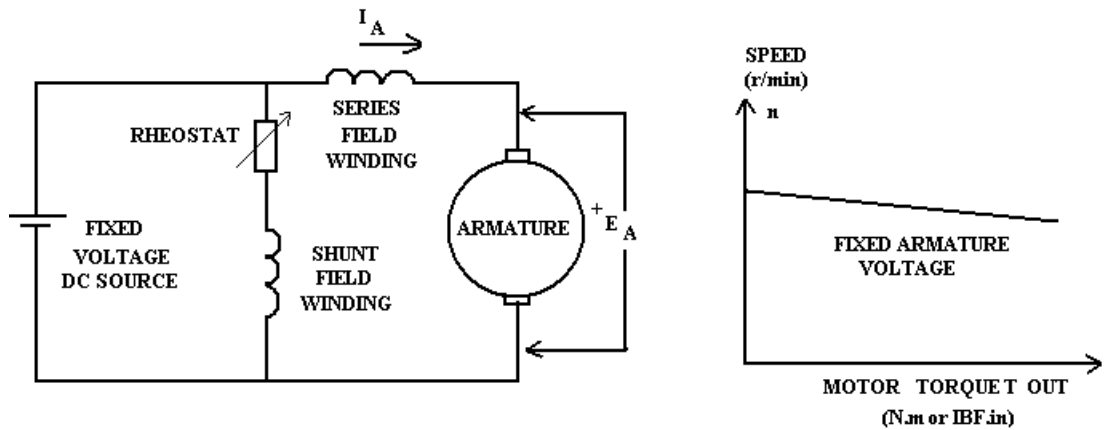 I A
RHEOSTAT
SERIES
FIELD
WINDING
FIXED
VOLTAGE
DC SOURCE
SHUNT
FIELD
WINDING
ARMATURE
+
E A
SPEED
(r/min)
n
FIXED ARMATURE
VOLTAGE
MOTOR TORQUET OUT
(N.m or IBF.in)